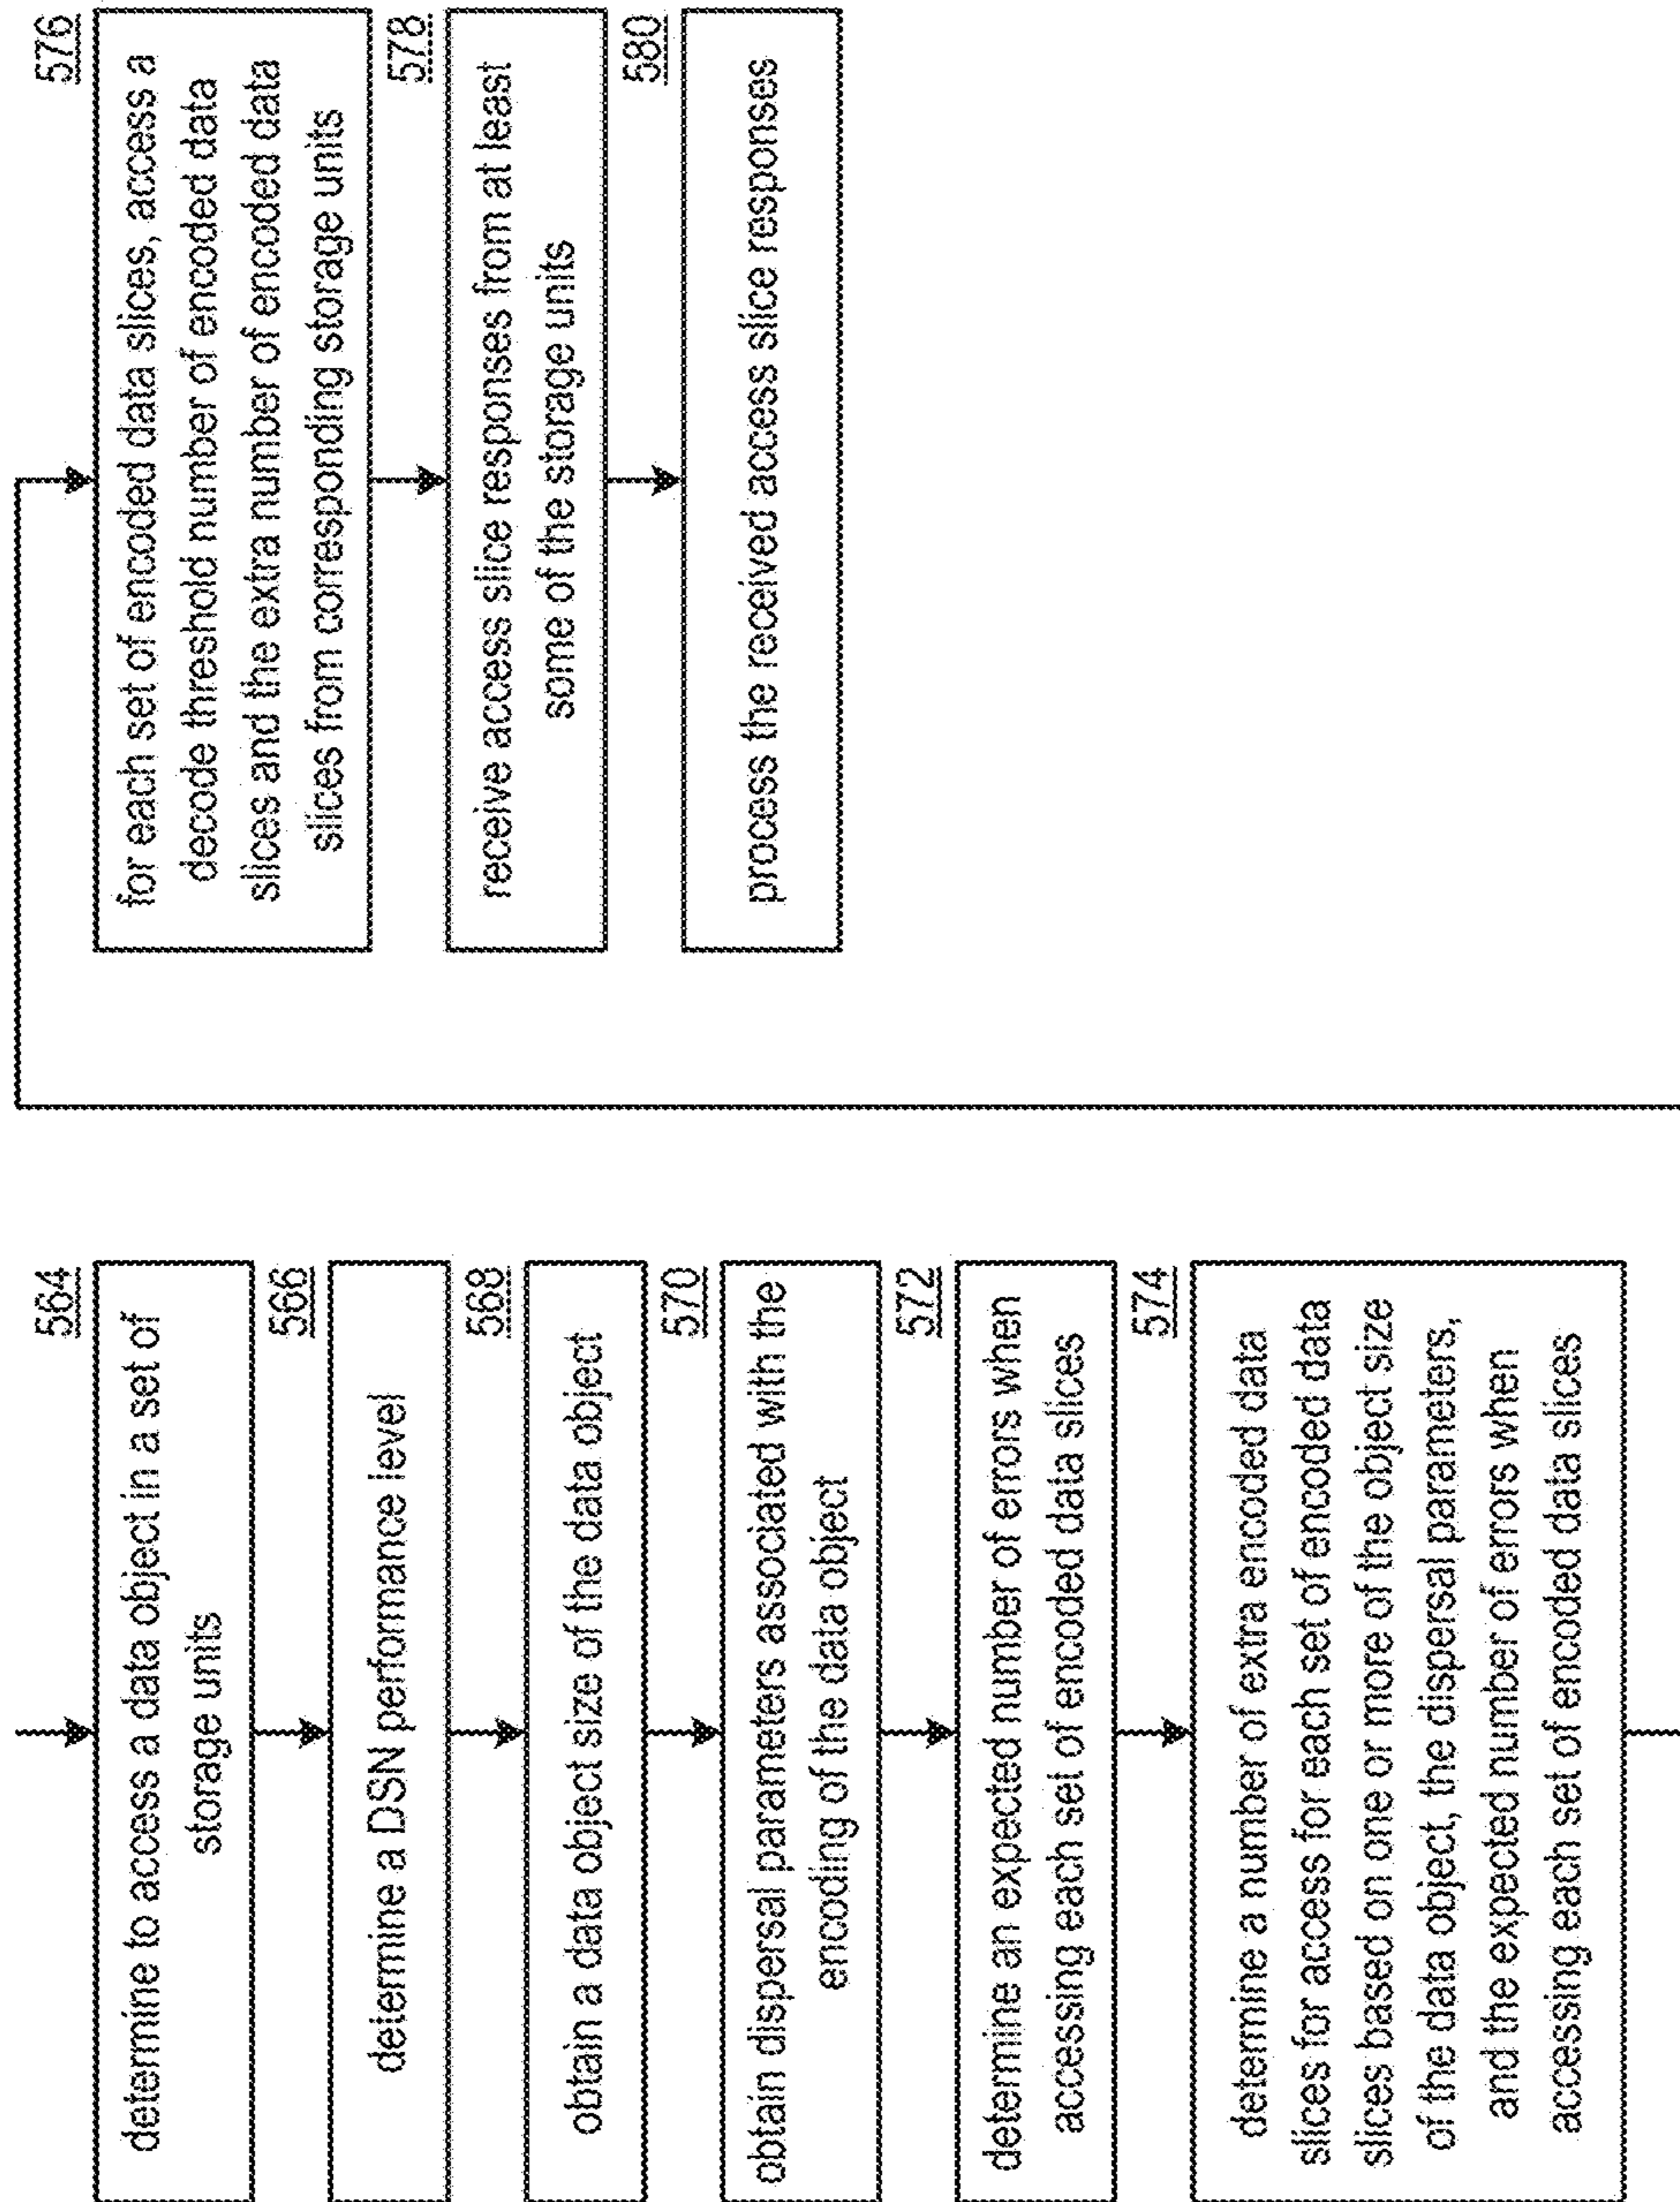 564
determine to access a data object in a set of
storage units
566
determine a DSN performance level
568
obtain a data object size of the data object
570
obtain dispersal parameters associated with the
encoding of the data object
572
determine an expected number of errors when
accessing each set of encoded data slices
574
determine a number of extra encoded data
slices for access for each set of encoded data
slices based on one or more of the object size
of the data object, the dispersal parameters,
and the expected number of errors when
accessing each set of encoded data slices
576
for each set of encoded data slices, access a
decode threshold number of encoded data
slices and the extra number of encoded data
slices from corresponding storage units
578
receive access slice responses from at least
some of the storage units
580
process the received access slice responses